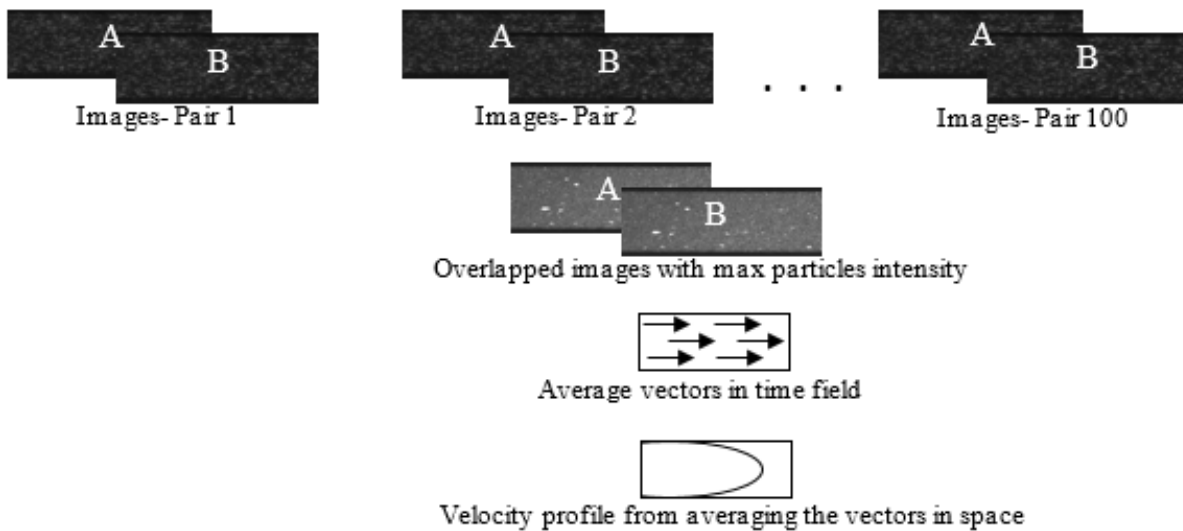 A B A B A B
Images- Pair 1 Images- Pair 2 . . . Images- Pair 100
A B
Overlapped images with max particles intensity
Average vectors in time field
Velocity profile from averaging the vectors in space